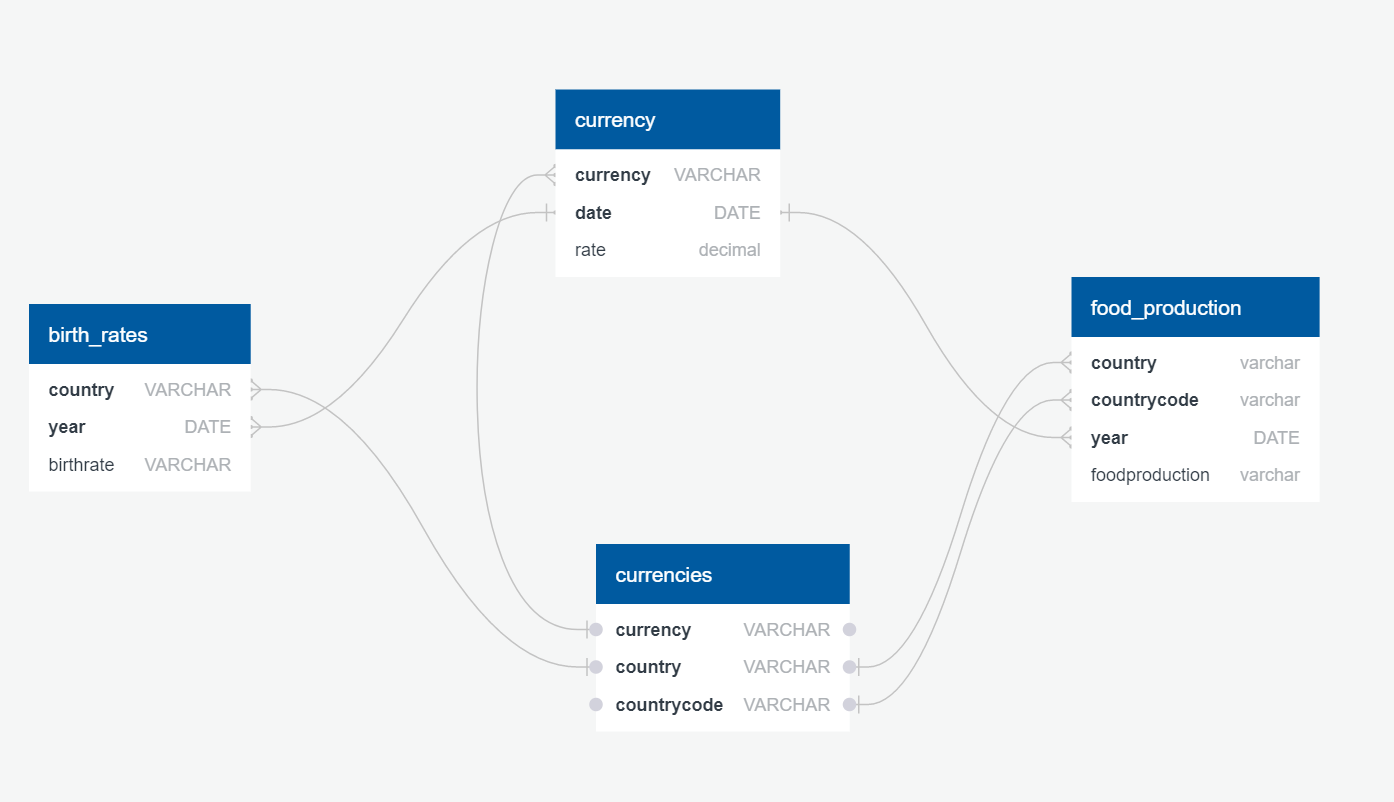 currency
currency VARCHAR
date DATE
rate decimal
birth_rates
country VARCHAR
year DATE
birthrate VARCHAR
food_production
country varchar
countrycode varchar
year DATE
foodproduction varchar
currencies
currency VARCHAR
country VARCHAR
countrycode VARCHAR